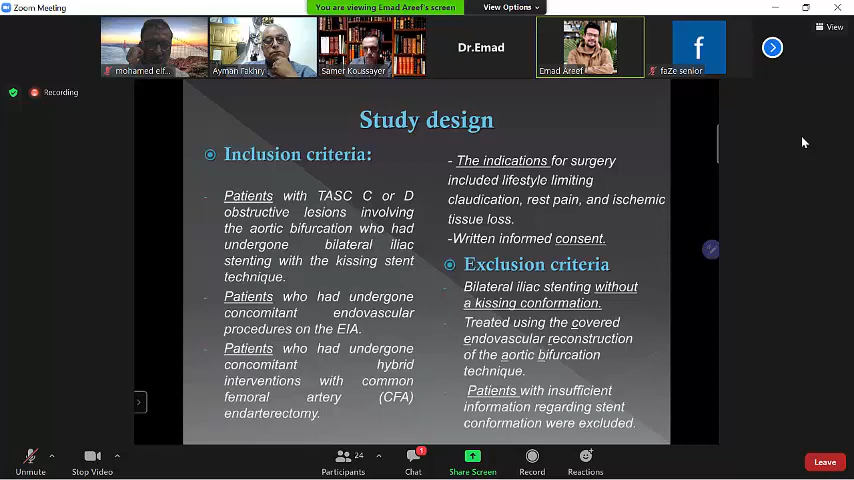 Zoom Meeting
You are viewing Emad Areef's screen
View Options
View
mohamed elf...
Ayman Fakhry
Samer Koussayer
Dr.Emad
Emad Areef
f
faZe senior
Recording
Study design
Inclusion criteria:
- Patients with TASC C or D
obstructive lesions involving
the aortic bifurcation who had
undergone bilateral iliac
stenting with the kissing stent
technique.
- Patients who had undergone
concomitant endovascular
procedures on the EIA.
- Patients who had undergone
concomitant hybrid
interventions with common
femoral artery (CFA)
endarterectomy.
- The indications for surgery
included lifestyle limiting
claudication, rest pain, and ischemic
tissue loss.
-Written informed consent.
Exclusion criteria
- Bilateral iliac stenting without
a kissing conformation.
- Treated using the covered
endovascular reconstruction
of the aortic bifurcation
technique.
- Patients with insufficient
information regarding stent
conformation were excluded.
Unmute
Stop Video
24
Participants
1
Chat
Share Screen
Record
Reactions
Leave